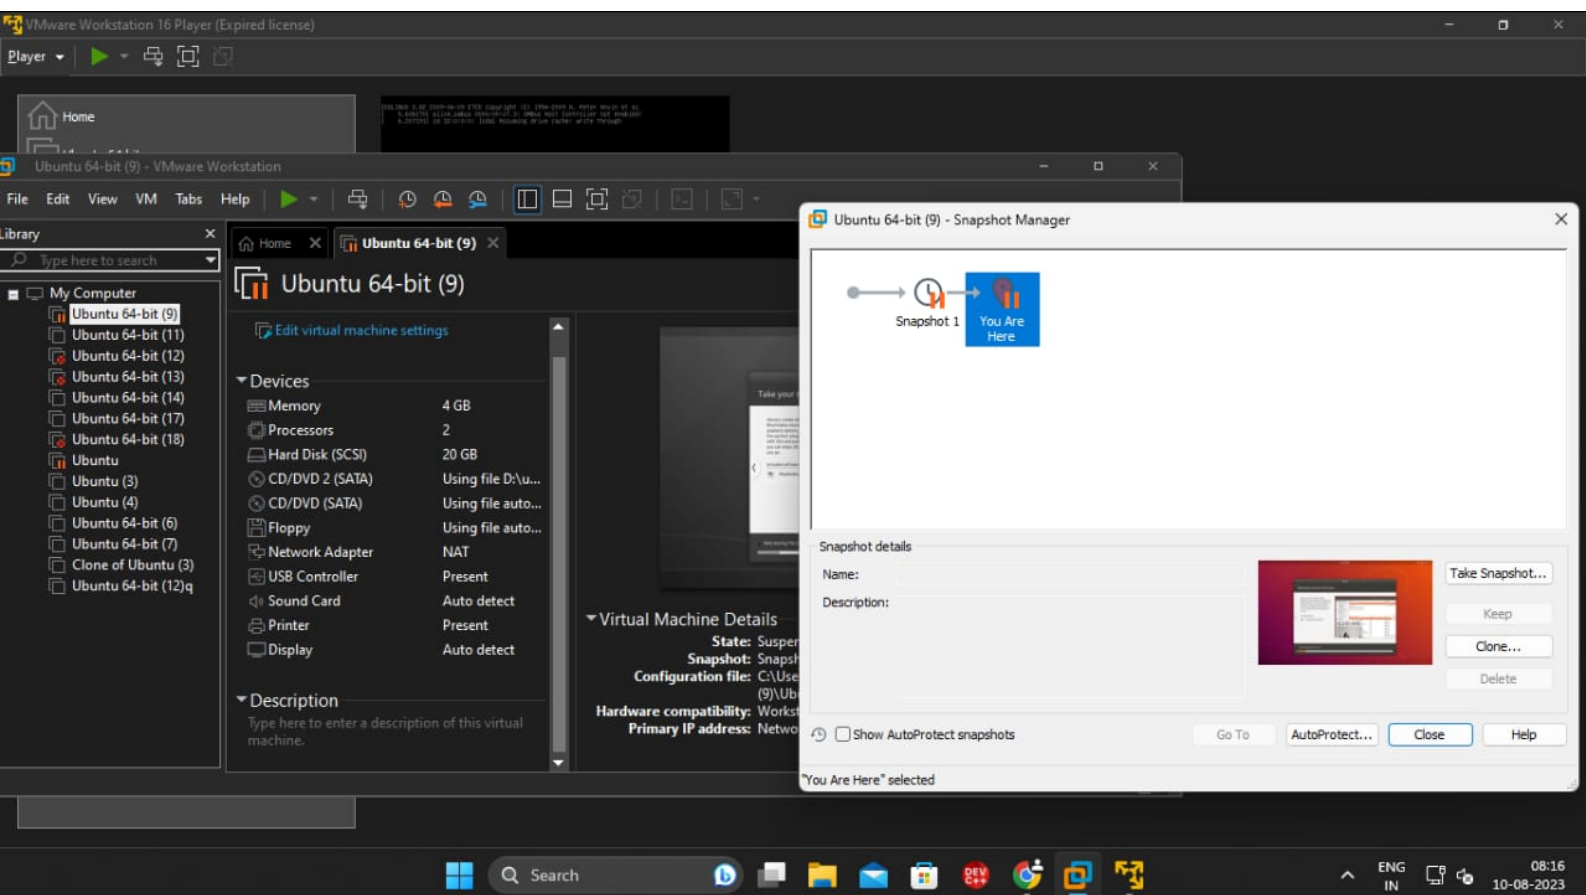 VMware Workstation 16 Player (Expired license)
Player
Home
Ubuntu 64-bit (9) - VMware Workstation
File Edit View VM Tabs Help
Library
Type here to search
My Computer
Ubuntu 64-bit (9)
Ubuntu 64-bit (11)
Ubuntu 64-bit (12)
Ubuntu 64-bit (13)
Ubuntu 64-bit (14)
Ubuntu 64-bit (17)
Ubuntu 64-bit (18)
Ubuntu
Ubuntu (3)
Ubuntu (4)
Ubuntu 64-bit (6)
Ubuntu 64-bit (7)
Clone of Ubuntu (3)
Ubuntu 64-bit (12)q
Home
Ubuntu 64-bit (9)
Ubuntu 64-bit (9)
Edit virtual machine settings
Devices
Memory 4 GB
Processors 2
Hard Disk (SCSI) 20 GB
CD/DVD 2 (SATA) Using file D:\u...
CD/DVD (SATA) Using file auto...
Floppy Using file auto...
Network Adapter NAT
USB Controller Present
Sound Card Auto detect
Printer Present
Display Auto detect
Description
Type here to enter a description of this virtual
machine.
Take your
Virtual Machine Details
State: Suspen
Snapshot: Snapsh
Configuration file: C:\Use
(9)\Ub
Hardware compatibility: Workst
Primary IP address: Netwo
Ubuntu 64-bit (9) - Snapshot Manager
Snapshot 1
You Are
Here
Snapshot details
Name:
Description:
Take Snapshot...
Keep
Clone...
Delete
Show AutoProtect snapshots
Go To
AutoProtect...
Close
Help
"You Are Here" selected
Search
DEV
C++
ENG
IN
08:16
10-08-2023